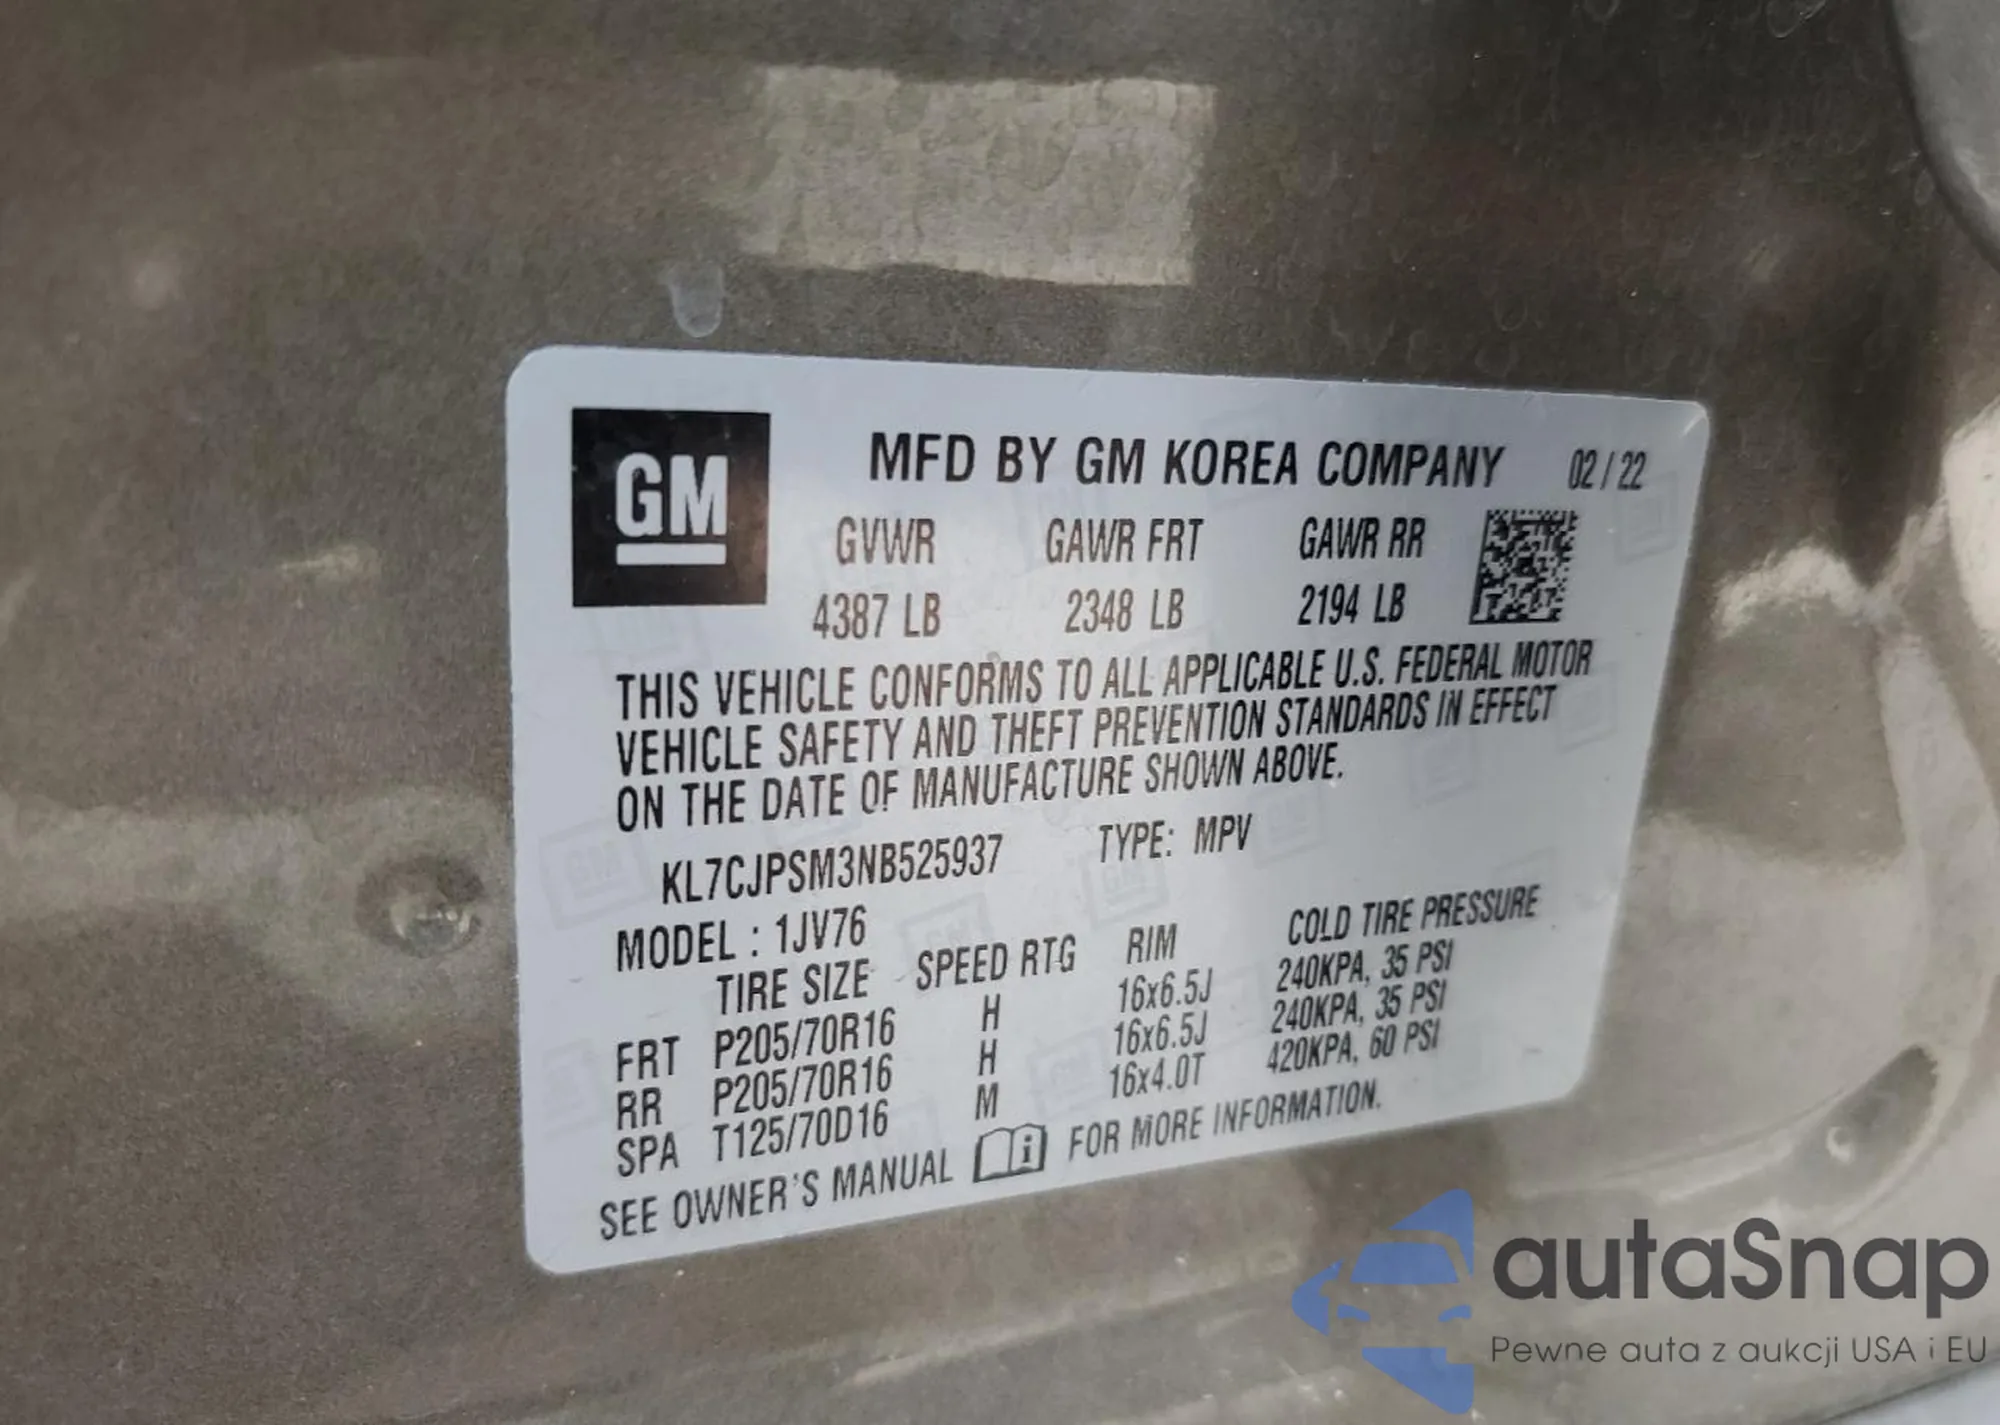 GM
MFD BY GM KOREA COMPANY 02/22
GVWR GAWR FRT GAWR RR
4387 LB 2348 LB 2194 LB
THIS VEHICLE CONFORMS TO ALL APPLICABLE U.S. FEDERAL MOTOR
VEHICLE SAFETY AND THEFT PREVENTION STANDARDS IN EFFECT
ON THE DATE OF MANUFACTURE SHOWN ABOVE.
KL7CJPSM3NB525937 TYPE: MPV
MODEL : 1JV76
TIRE SIZE SPEED RTG RIM COLD TIRE PRESSURE
FRT P205/70R16 H 16x6.5J 240KPA, 35 PSI
RR P205/70R16 H 16x6.5J 240KPA, 35 PSI
SPA T125/70D16 M 16x4.0T 420KPA, 60 PSI
SEE OWNER'S MANUAL FOR MORE INFORMATION.
autaSnap
Pewne auta z aukcji USA i EU